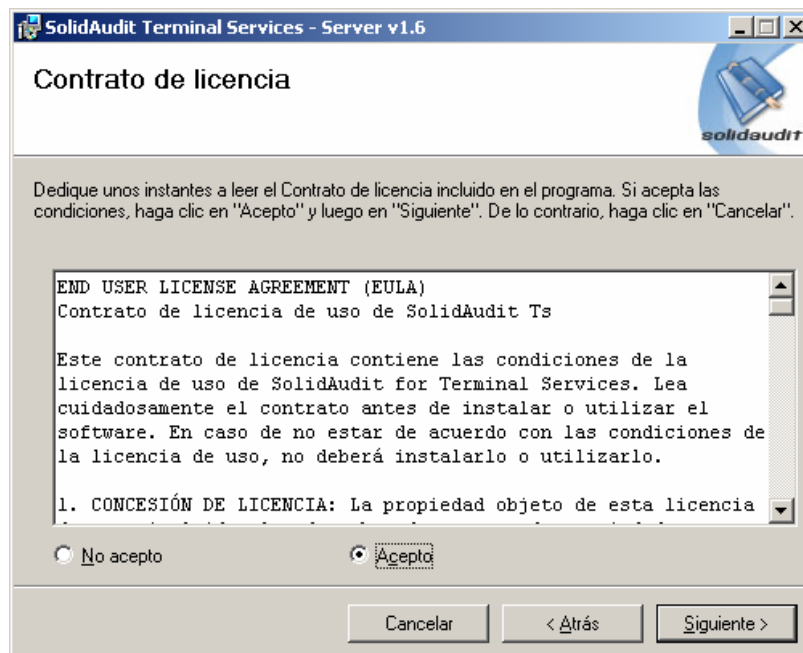 SolidAudit Terminal Services - Server v1.6
Contrato de licencia
solidaudit
Dedique unos instantes a leer el Contrato de licencia incluido en el programa. Si acepta las
condiciones, haga clic en "Acepto" y luego en "Siguiente". De lo contrario, haga clic en "Cancelar".
END USER LICENSE AGREEMENT (EULA)
Contrato de licencia de uso de SolidAudit Ts
Este contrato de licencia contiene las condiciones de la
licencia de uso de SolidAudit for Terminal Services. Lea
cuidadosamente el contrato antes de instalar o utilizar el
software. En caso de no estar de acuerdo con las condiciones de
la licencia de uso, no deberá instalarlo o utilizarlo.
1. CONCESIÓN DE LICENCIA: La propiedad objeto de esta licencia
No acepto
Acepto
Cancelar
< Atrás
Siguiente >